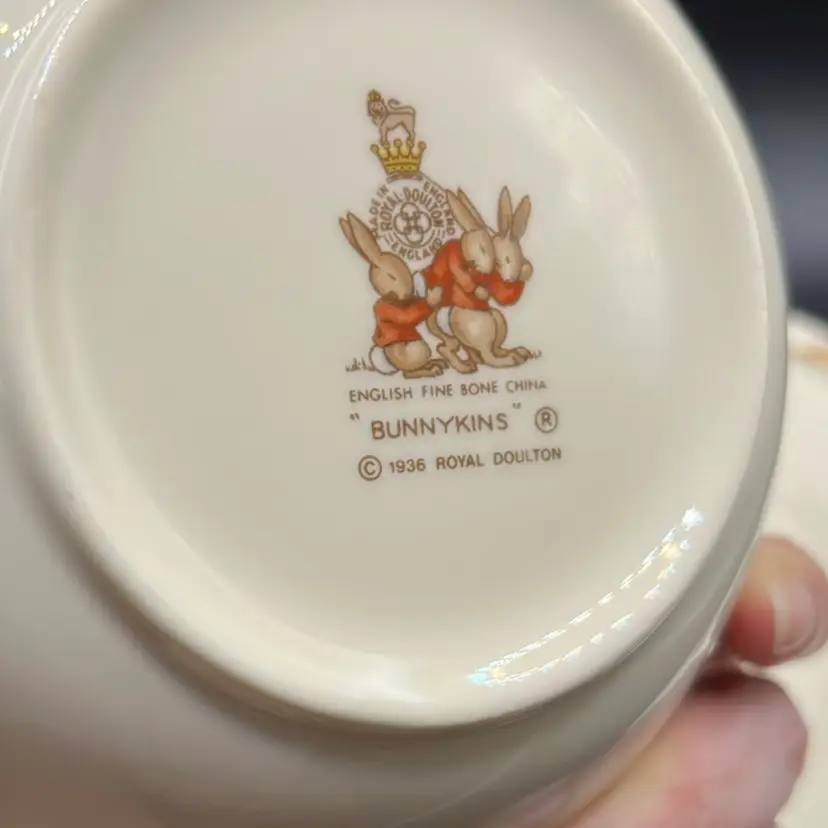 MADE IN ENGLAND
ROYAL DOULTON
ENGLAND
ENGLISH FINE BONE CHINA
"BUNNYKINS" ®
© 1936 ROYAL DOULTON